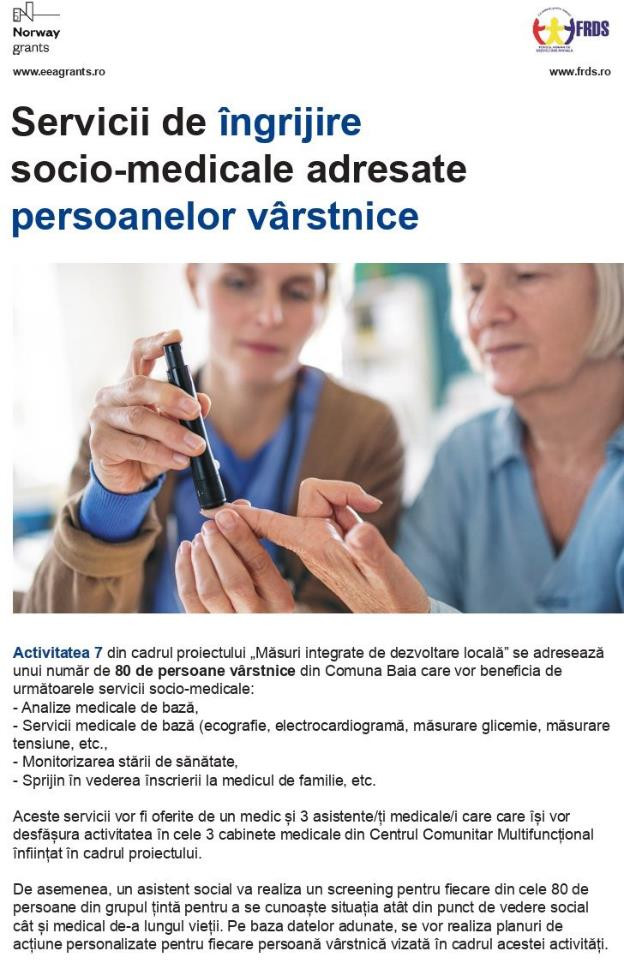 Norway
grants
FRDS
www.eeagrants.ro
www.frds.ro
Servicii de îngrijire
socio-medicale adresate
persoanelor vârstnice
Activitatea 7 din cadrul proiectului „Măsuri integrate de dezvoltare locală” se adresează
unui număr de 80 de persoane vârstnice din Comuna Baia care vor beneficia de
următoarele servicii socio-medicale:
- Analize medicale de bază,
- Servicii medicale de bază (ecografie, electrocardiogramă, măsurare glicemie, măsurare
tensiune, etc.,
- Monitorizarea stării de sănătate,
- Sprijin în vederea înscrierii la medicul de familie, etc.
Aceste servicii vor fi oferite de un medic și 3 asistente/ți medicale/i care care își vor
desfășura activitatea în cele 3 cabinete medicale din Centrul Comunitar Multifuncțional
înființat în cadrul proiectului.
De asemenea, un asistent social va realiza un screening pentru fiecare din cele 80 de
persoane din grupul țintă pentru a se cunoaște situația atât din punct de vedere social
cât și medical de-a lungul vieții. Pe baza datelor adunate, se vor realiza planuri de
acțiune personalizate pentru fiecare persoană vârstnică vizată în cadrul acestei activități.